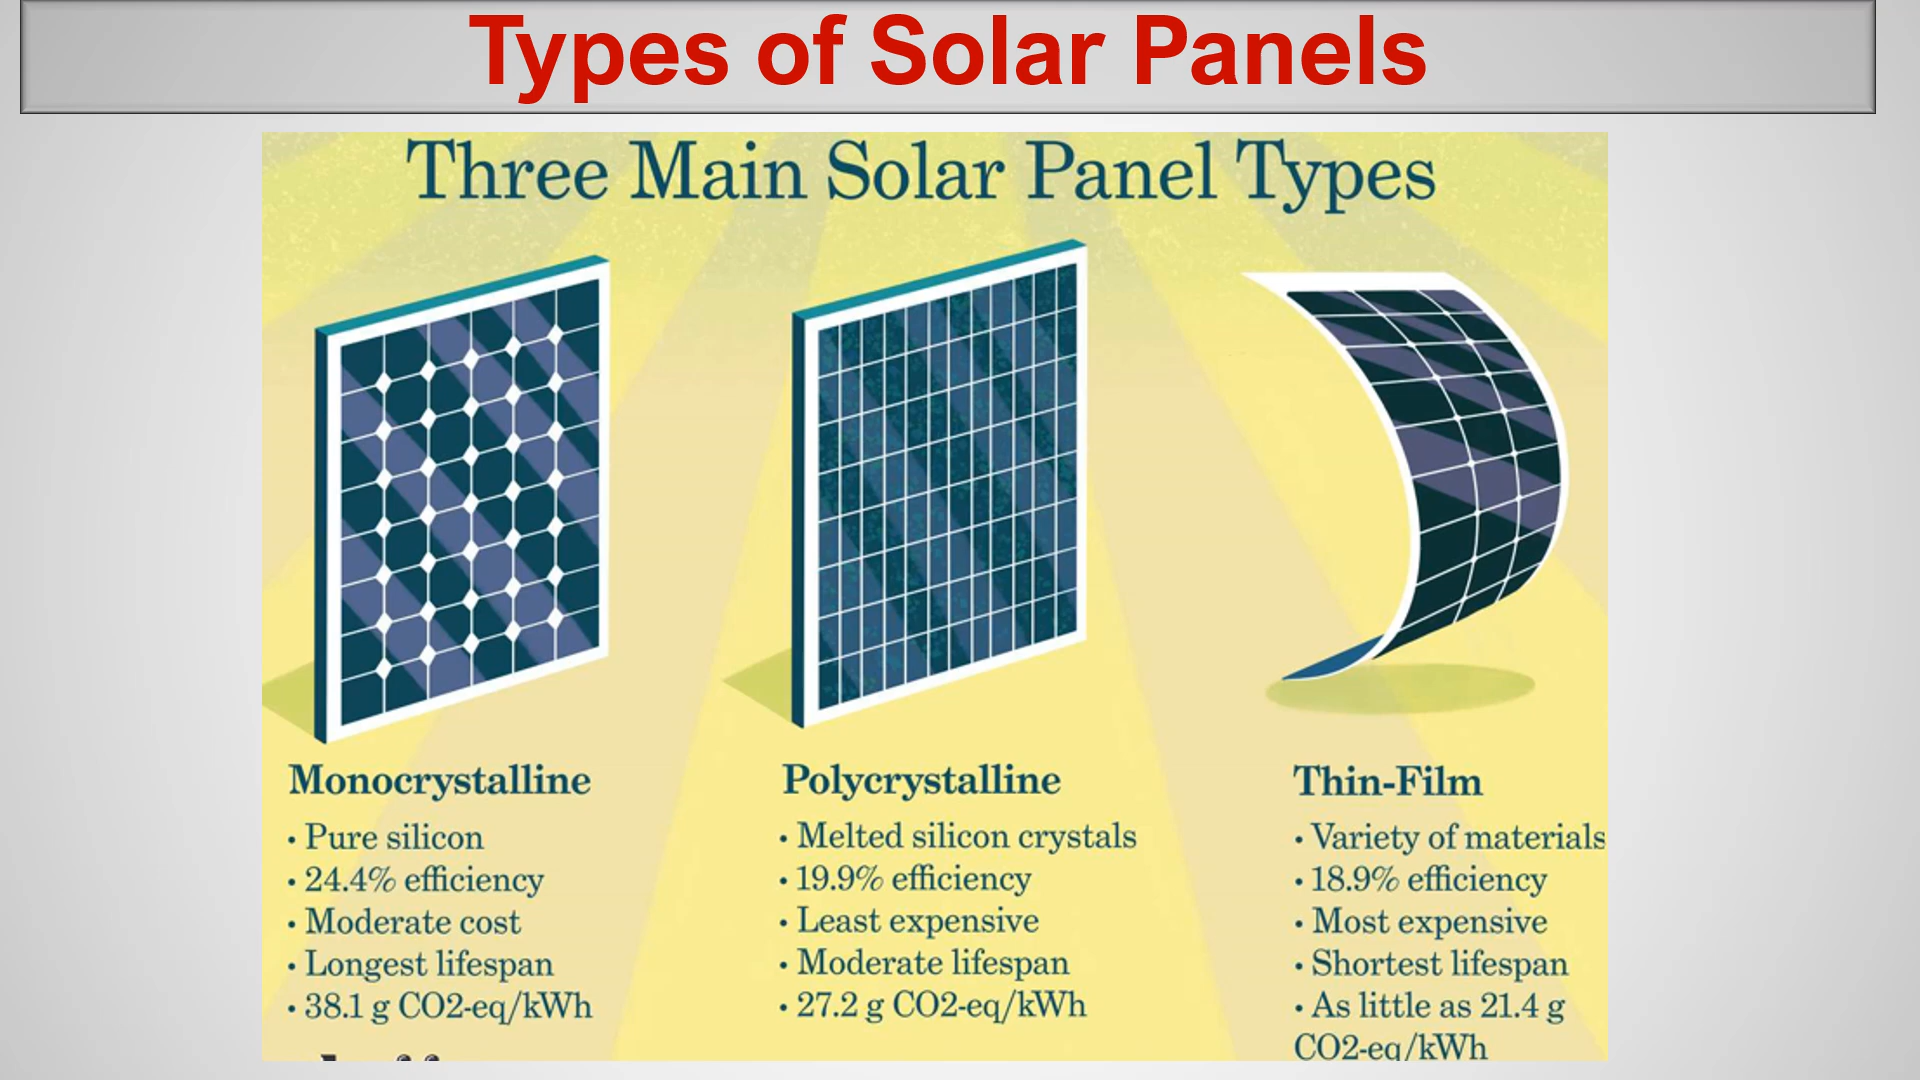 Types of Solar Panels
Three Main Solar Panel Types
Monocrystalline
• Pure silicon
• 24.4% efficiency
• Moderate cost
• Longest lifespan
• 38.1 g CO2-eq/kWh
Polycrystalline
• Melted silicon crystals
• 19.9% efficiency
• Least expensive
• Moderate lifespan
• 27.2 g CO2-eq/kWh
Thin-Film
• Variety of materials
• 18.9% efficiency
• Most expensive
• Shortest lifespan
• As little as 21.4 g
CO2-eq/kWh